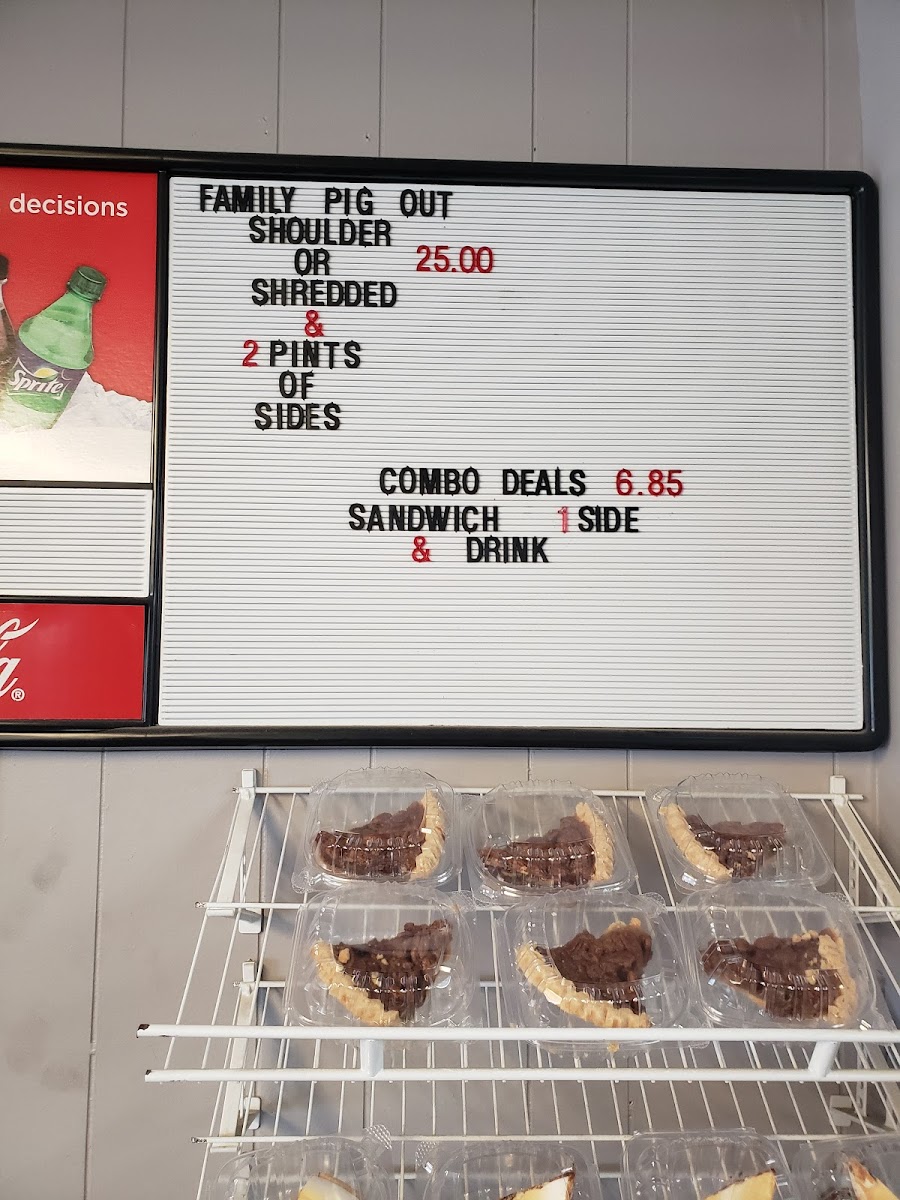 decisions
Sprite
FAMILY PIG OUT
SHOULDER
OR 25.00
SHREDDED
&
2 PINTS
OF
SIDES
COMBO DEALS 6.85
SANDWICH 1 SIDE
& DRINK